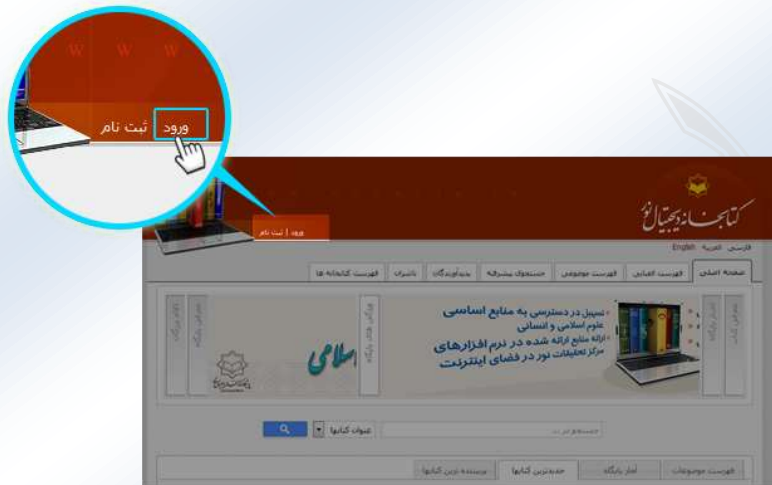 W W W
ورود ثبت نام
کتابخانه دیجیتال نور
ورود | ثبت نام
فارسی العربية English
صفحه اصلی فهرست الفبایی فهرست موضوعی جستجوی پیشرفته پدیدآورندگان ناشران فهرست کتابخانه ها
تسهیل در دسترسی به منابع اساسی
علوم اسلامی و انسانی
ارائه منابع ارائه شده در نرم افزارهای
مرکز تحقیقات نور در فضای اینترنت
اسلامی
عنوان کتابها
فهرست موضوعات آمار پایگاه جدیدترین کتابها پربیننده ترین کتابها